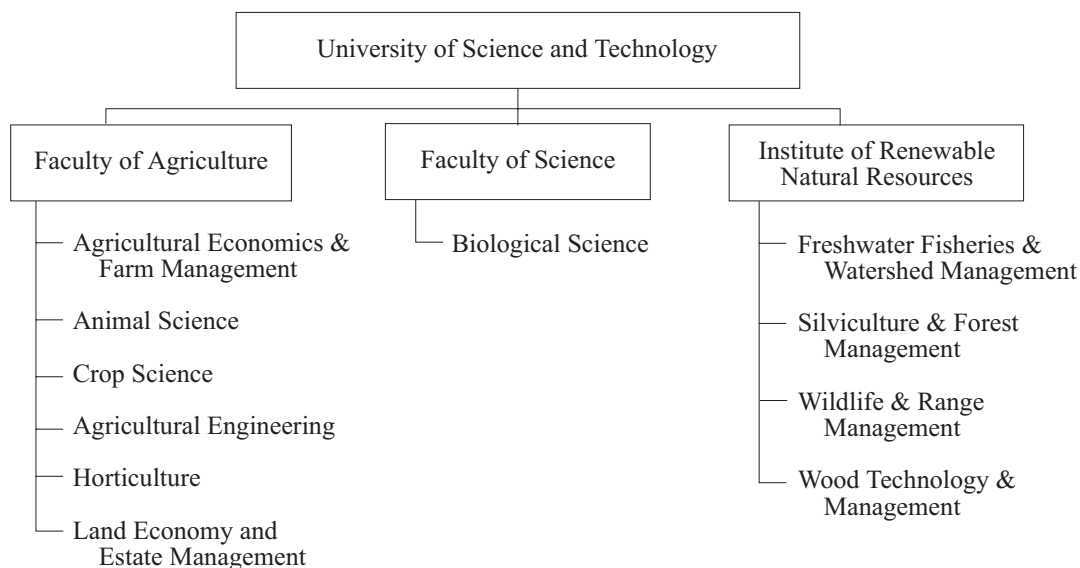 University of Science and Technology
Faculty of Agriculture
Agricultural Economics &
Farm Management
Animal Science
Crop Science
Agricultural Engineering
Horticulture
Land Economy and
Estate Management
Faculty of Science
Biological Science
Institute of Renewable
Natural Resources
Freshwater Fisheries &
Watershed Management
Silviculture & Forest
Management
Wildlife & Range
Management
Wood Technology &
Management